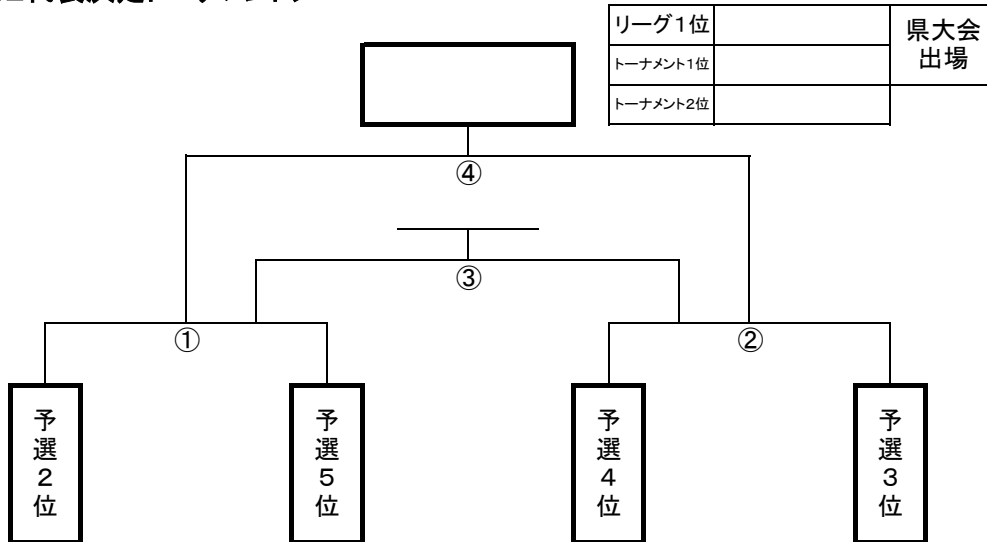 リーグ1位
県大会
出場
トーナメント1位
トーナメント2位
④
③
①
②
予選2位
予選5位
予選4位
予選3位